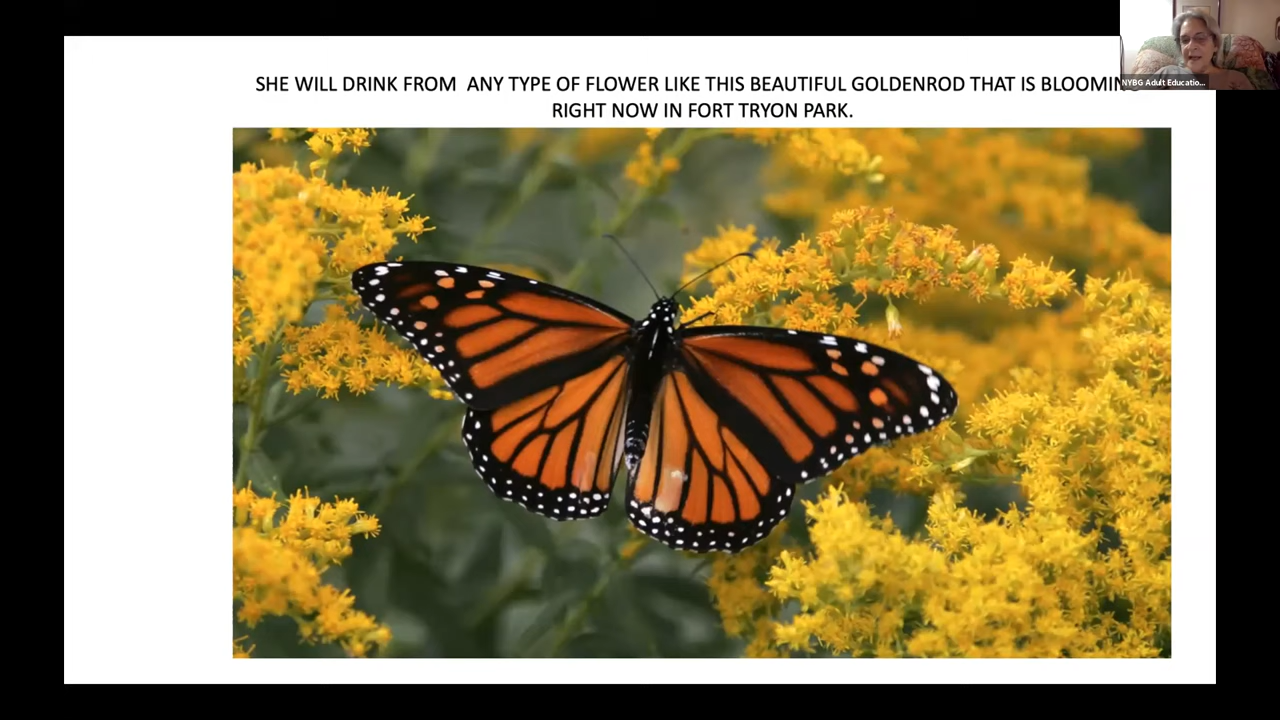 SHE WILL DRINK FROM  ANY TYPE OF FLOWER LIKE THIS BEAUTIFUL GOLDENROD THAT IS BLOOMING
RIGHT NOW IN FORT TRYON PARK.
NYBG Adult Educatio...